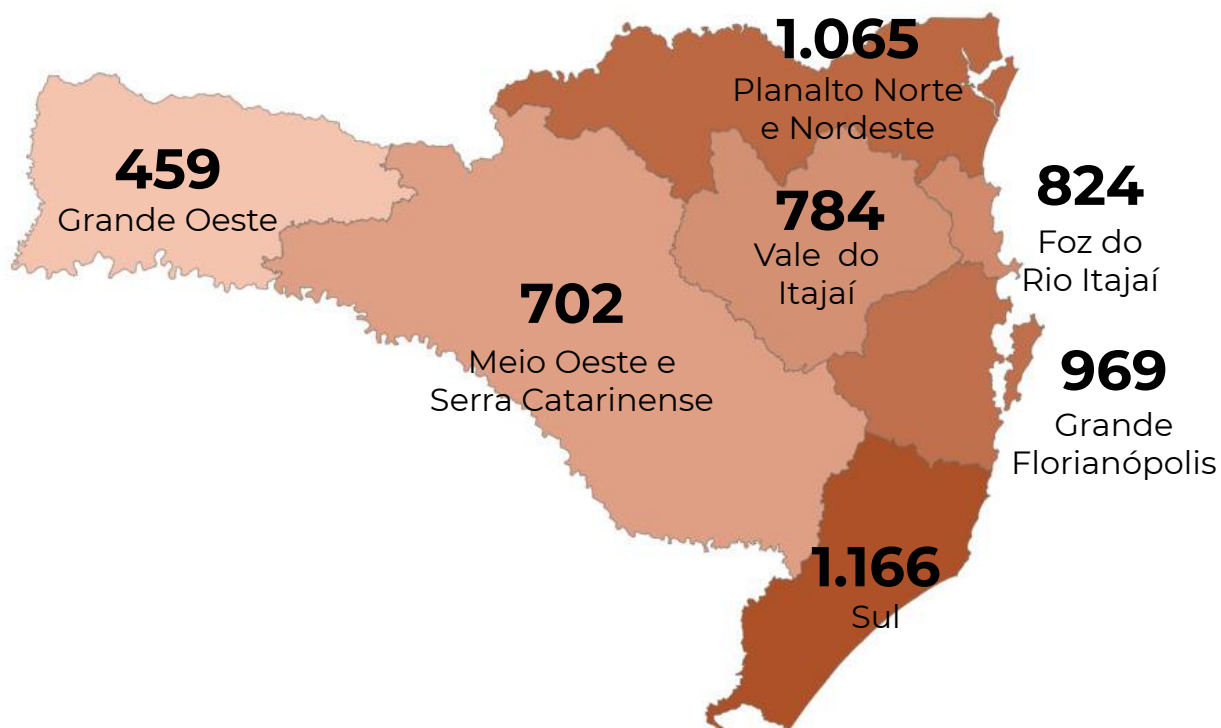 1.065
Planalto Norte
e Nordeste
459
Grande Oeste
784
Vale do
Itajaí
824
Foz do
Rio Itajaí
702
Meio Oeste e
Serra Catarinense
969
Grande
Florianópolis
1.166
Sul